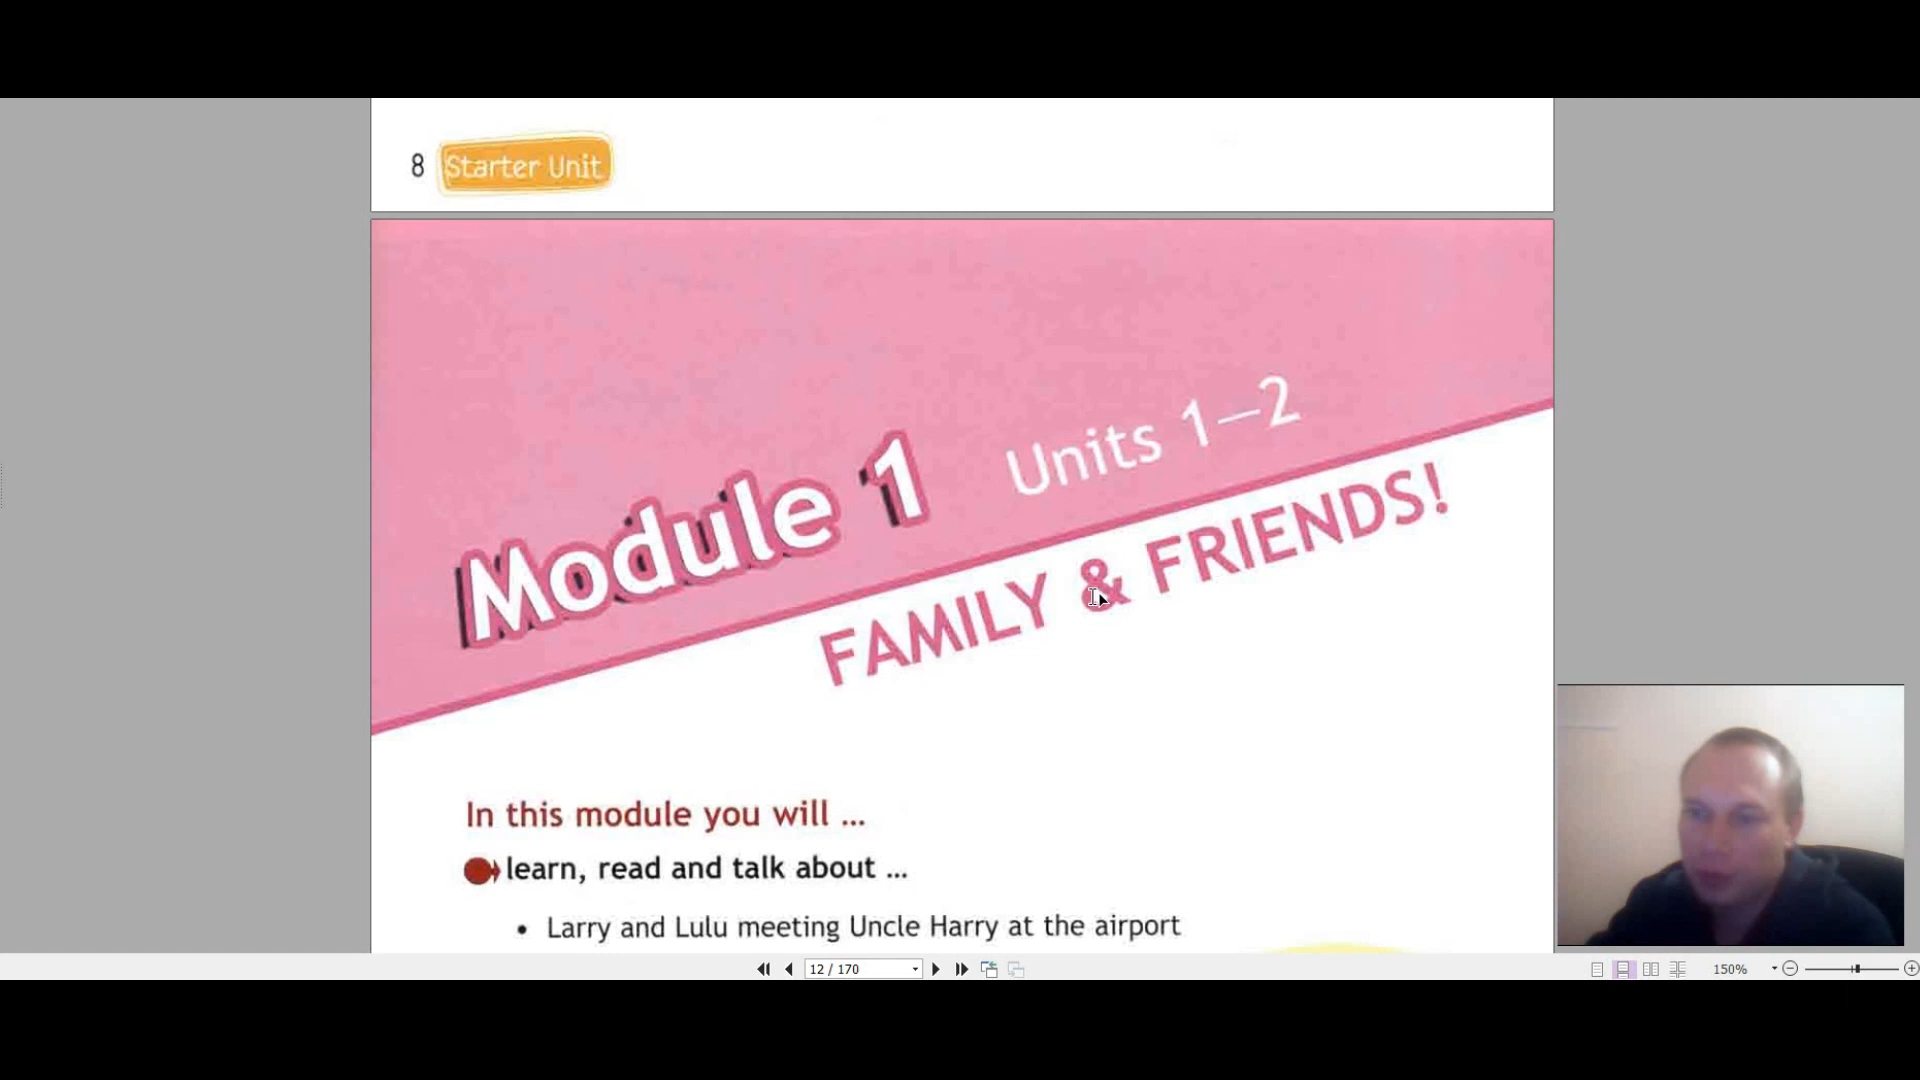 8 Starter Unit
Module 1 Units 1–2
FAMILY & FRIENDS!
In this module you will ...
learn, read and talk about ...
• Larry and Lulu meeting Uncle Harry at the airport
12 / 170
150%